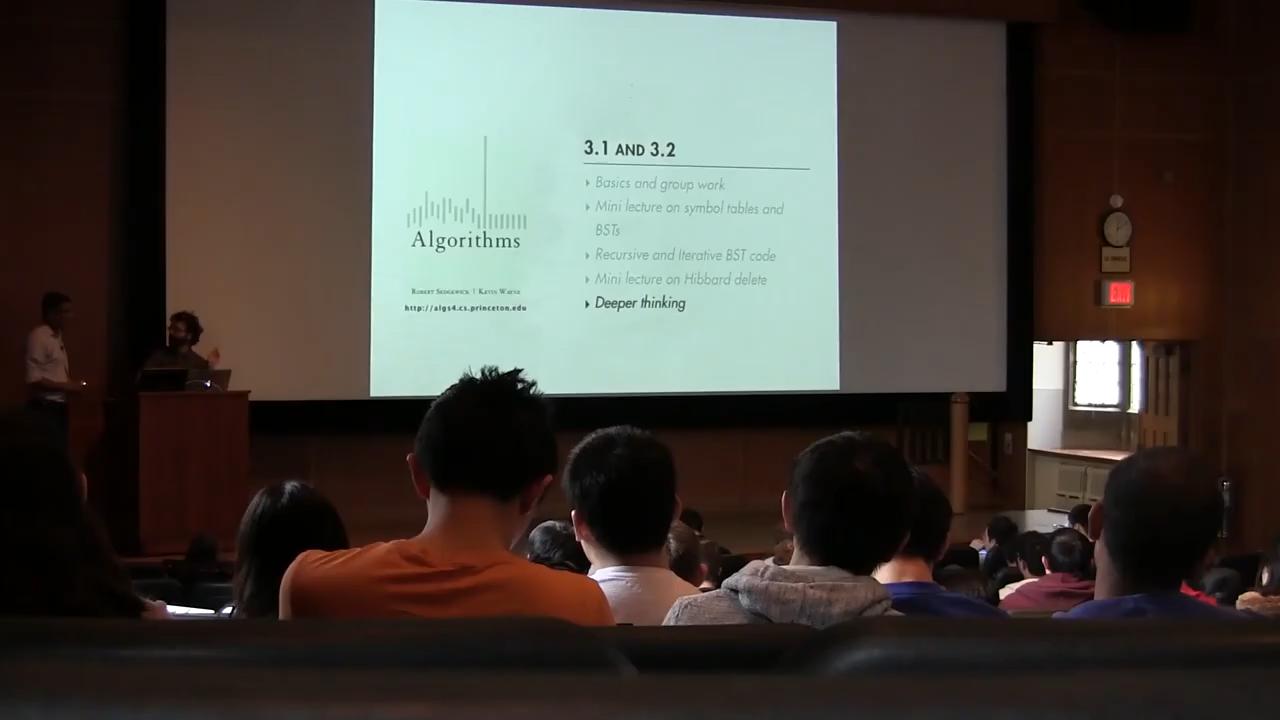 3.1 AND 3.2
Basics and group work
Mini lecture on symbol tables and
BSTs
Recursive and Iterative BST code
Mini lecture on Hibbard delete
Deeper thinking
Algorithms
ROBERT SEDGEWICK | KEVIN WAYNE
http://algs4.cs.princeton.edu
EXIT